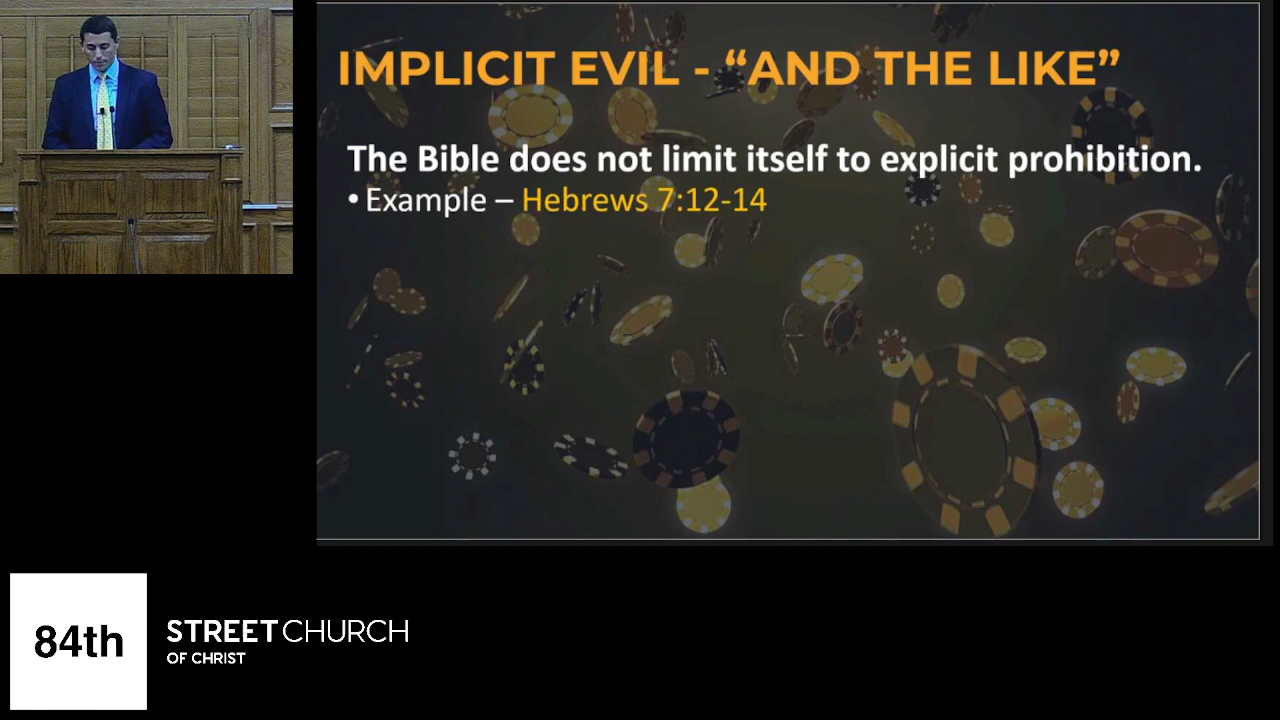 IMPLICIT EVIL - “AND THE LIKE”
The Bible does not limit itself to explicit prohibition.
• Example – Hebrews 7:12-14
84th
STREET CHURCH
OF CHRIST